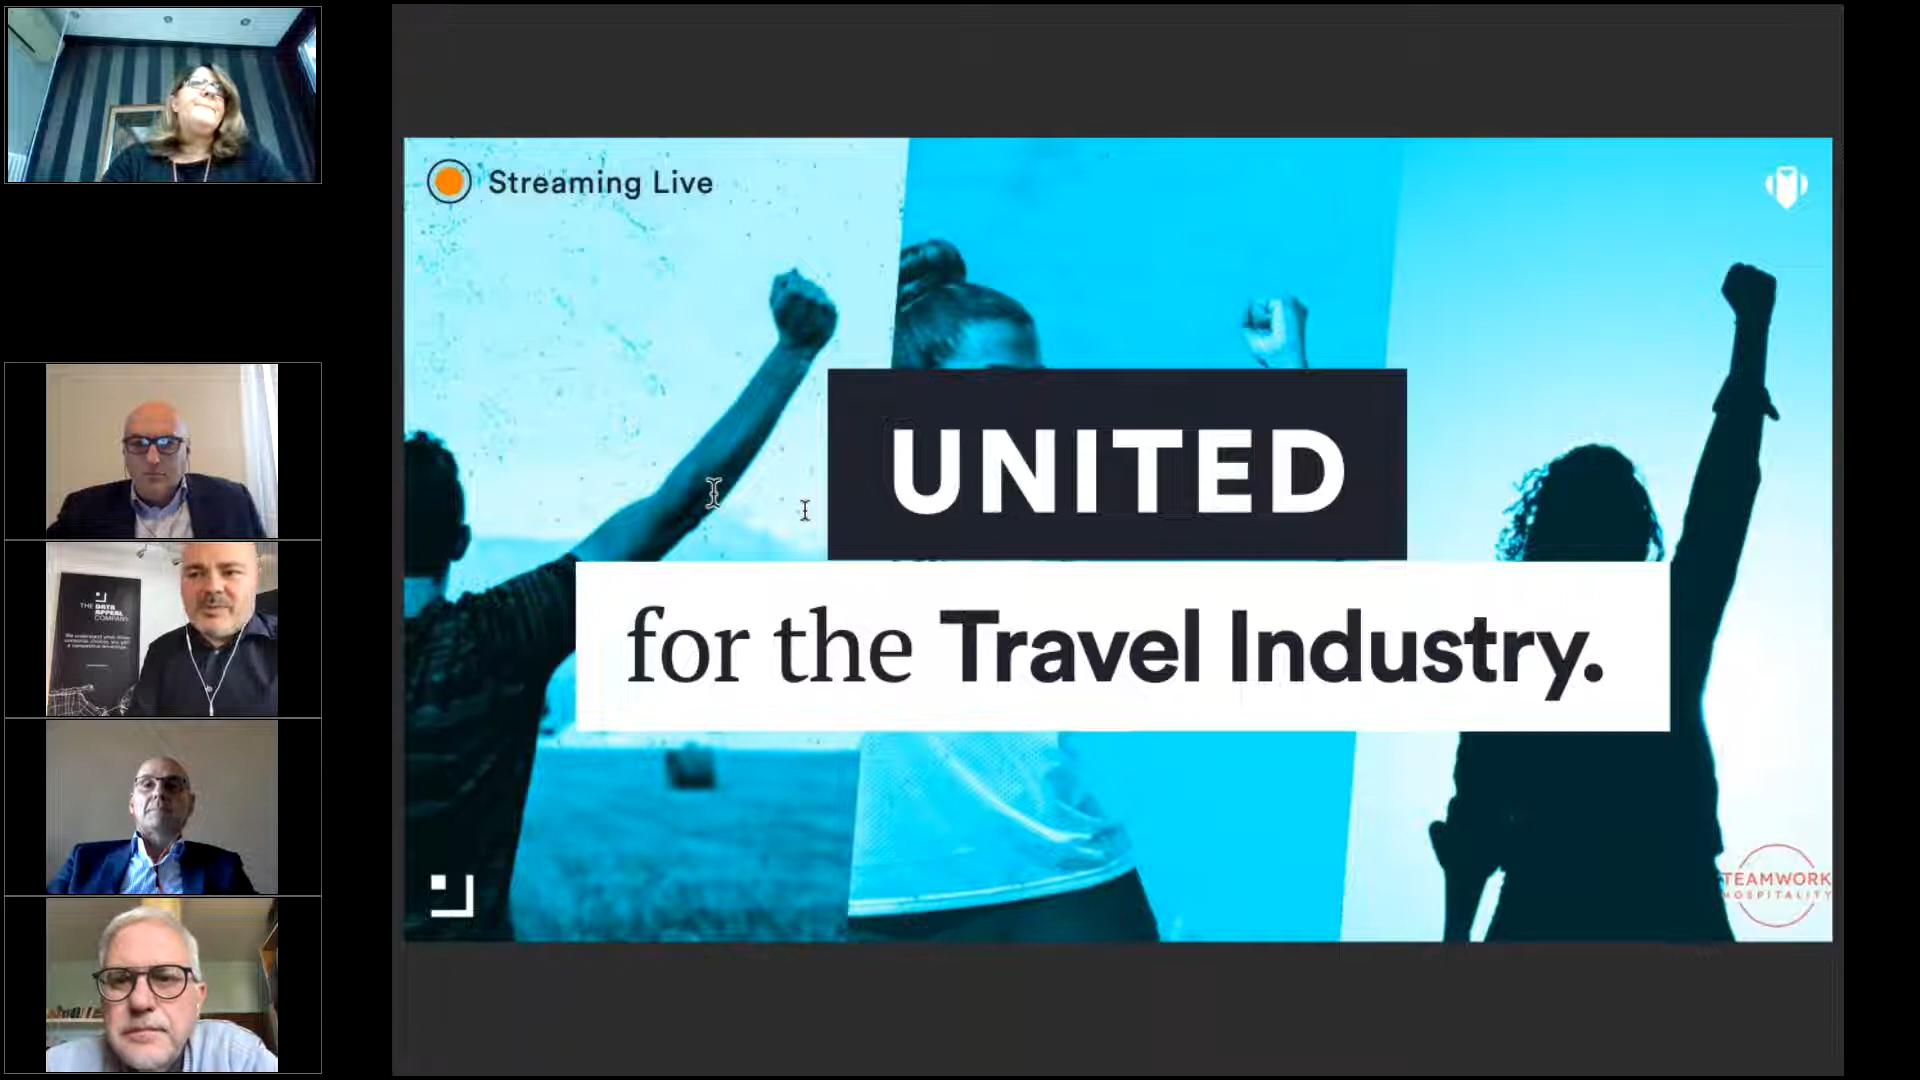 Streaming Live
UNITED
for the Travel Industry.
TEAMWORK
HOSPITALITY
THE DATA
APPEAL
COMPANY